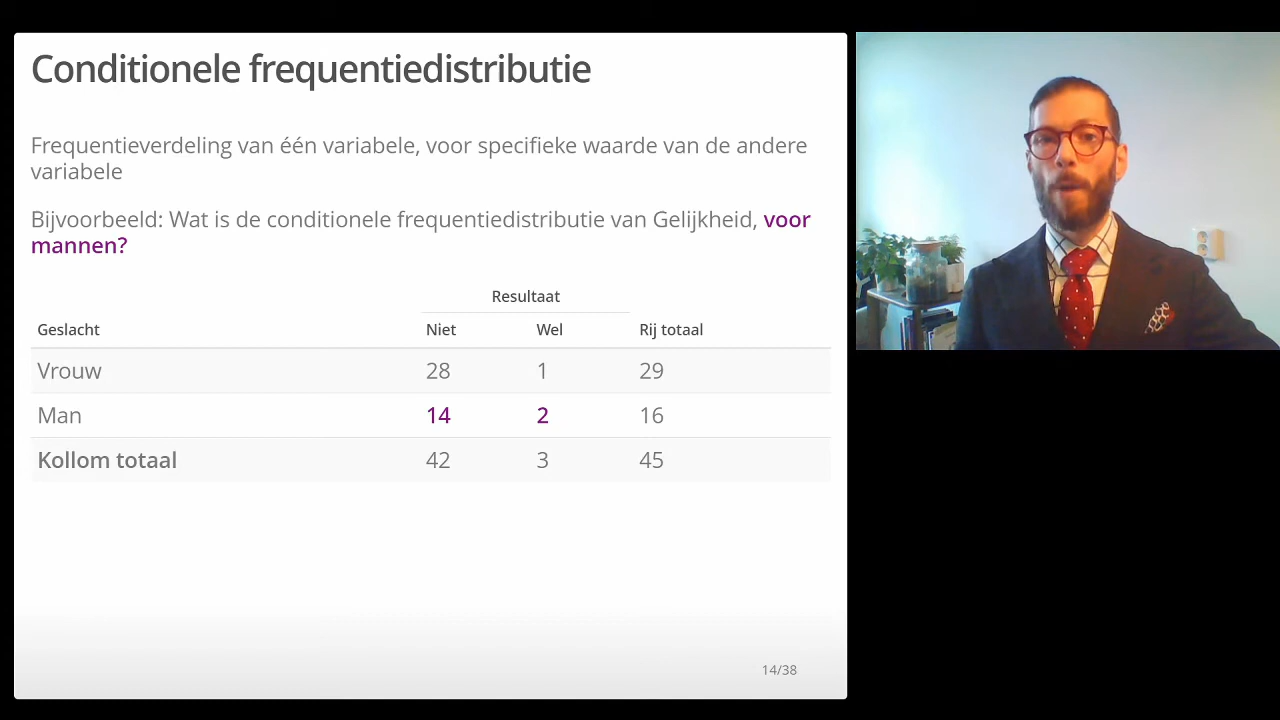 Conditionele frequentiedistributie
Frequentieverdeling van één variabele, voor specifieke waarde van de andere
variabele
Bijvoorbeeld: Wat is de conditionele frequentiedistributie van Gelijkheid, voor
mannen?
Resultaat
Geslacht Niet Wel Rij totaal
Vrouw 28 1 29
Man 14 2 16
Kollom totaal 42 3 45
14/38